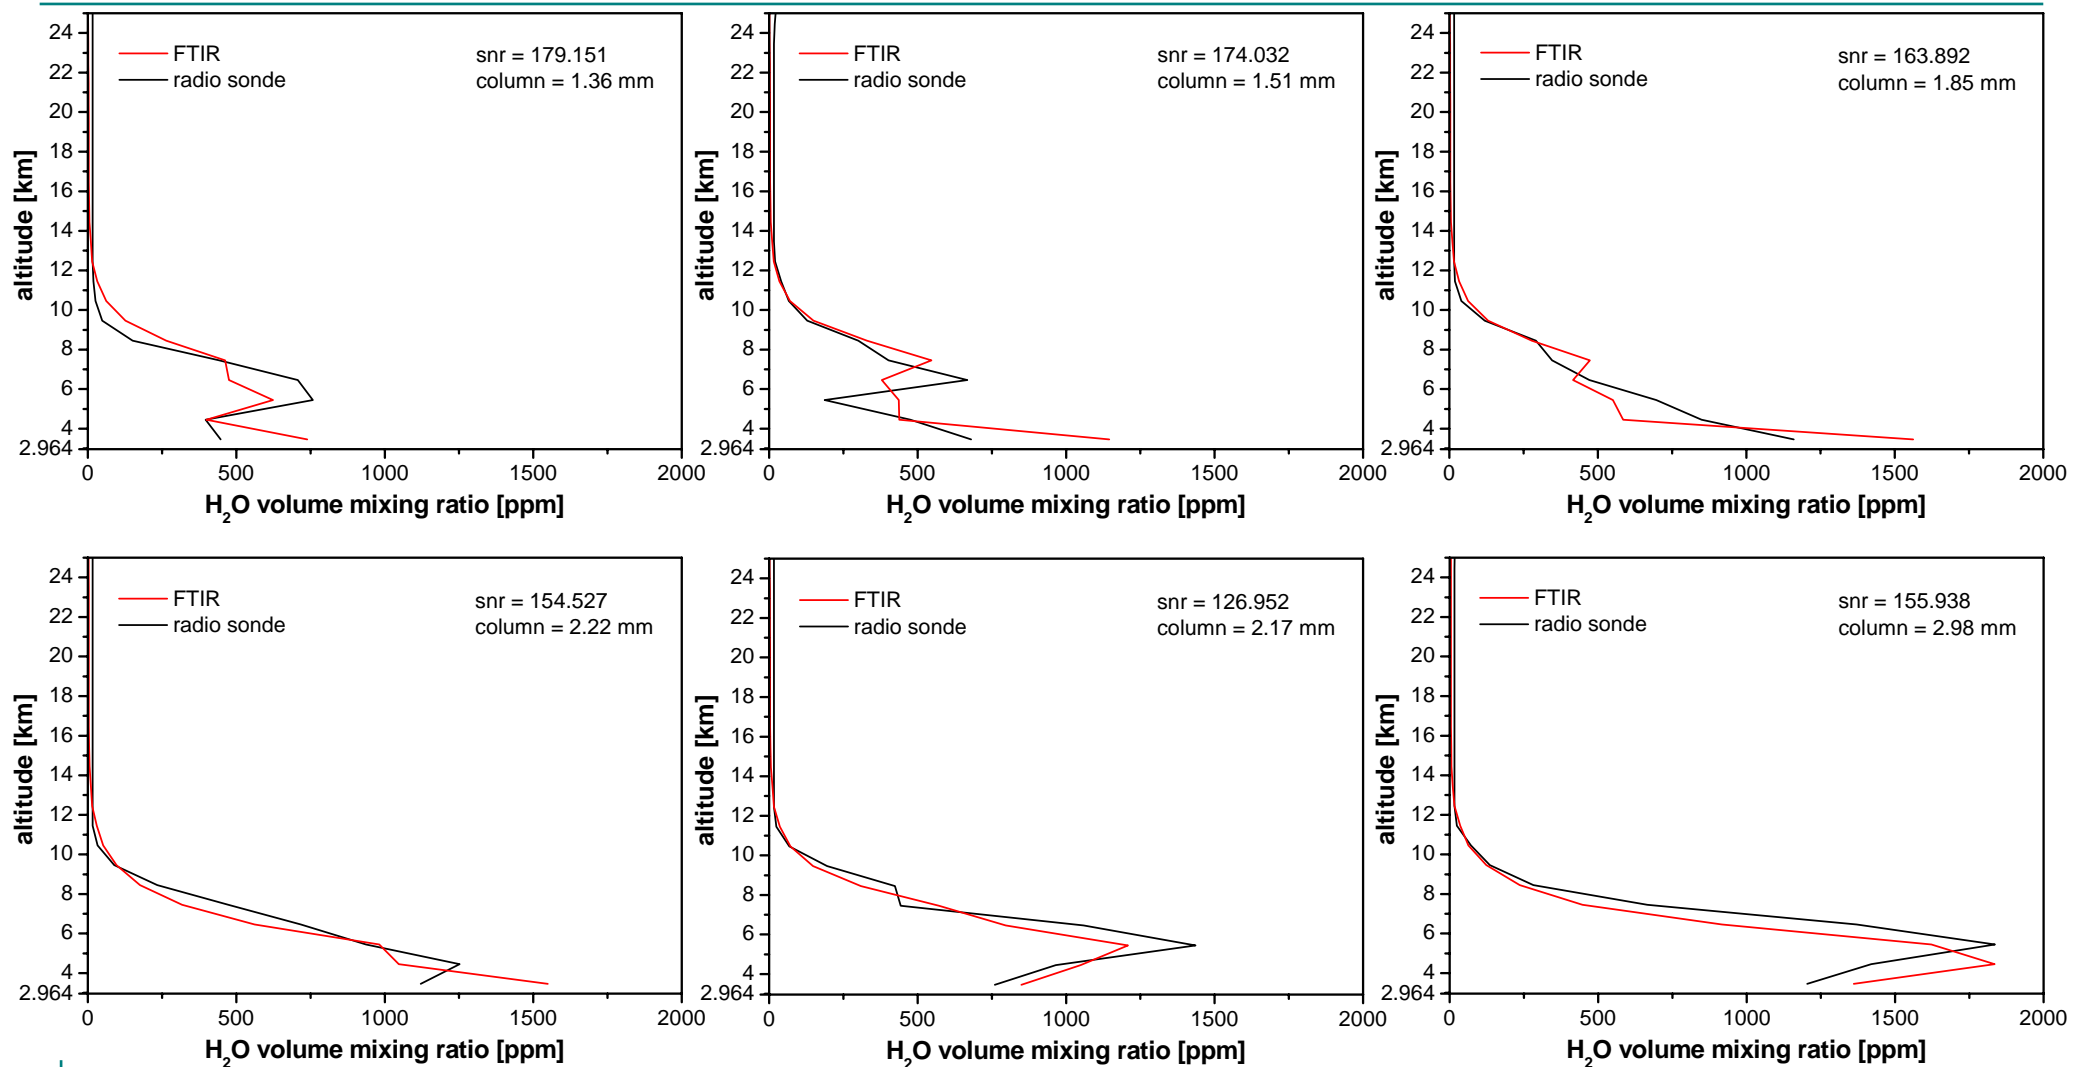 24
22
20
18
16
14
12
10
8
6
4
2.964
altitude [km]
FTIR
radio sonde
snr = 179.151
column = 1.36 mm
0 500 1000 1500 2000
H₂O volume mixing ratio [ppm]
24
22
20
18
16
14
12
10
8
6
4
2.964
altitude [km]
FTIR
radio sonde
snr = 174.032
column = 1.51 mm
0 500 1000 1500 2000
H₂O volume mixing ratio [ppm]
24
22
20
18
16
14
12
10
8
6
4
2.964
altitude [km]
FTIR
radio sonde
snr = 163.892
column = 1.85 mm
0 500 1000 1500 2000
H₂O volume mixing ratio [ppm]
24
22
20
18
16
14
12
10
8
6
4
2.964
altitude [km]
FTIR
radio sonde
snr = 154.527
column = 2.22 mm
0 500 1000 1500 2000
H₂O volume mixing ratio [ppm]
24
22
20
18
16
14
12
10
8
6
4
2.964
altitude [km]
FTIR
radio sonde
snr = 126.952
column = 2.17 mm
0 500 1000 1500 2000
H₂O volume mixing ratio [ppm]
24
22
20
18
16
14
12
10
8
6
4
2.964
altitude [km]
FTIR
radio sonde
snr = 155.938
column = 2.98 mm
0 500 1000 1500 2000
H₂O volume mixing ratio [ppm]